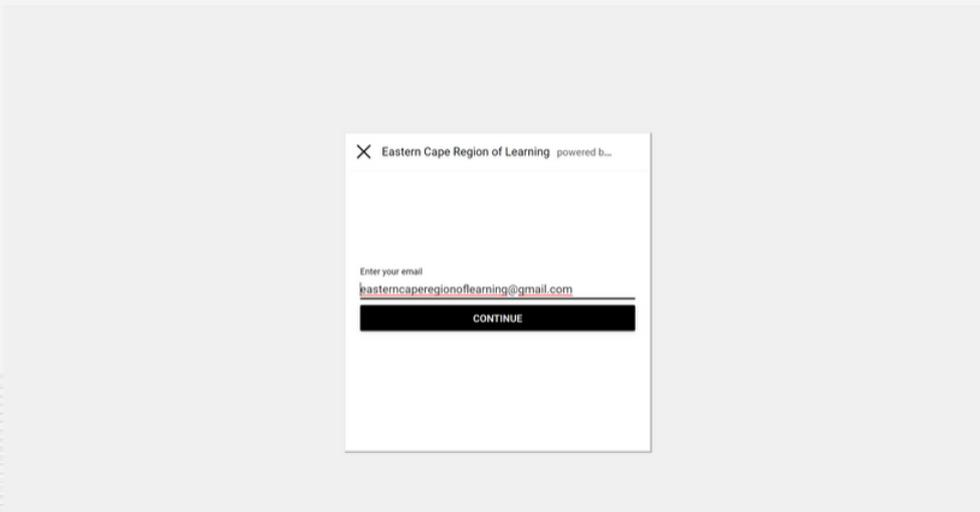 Eastern Cape Region of Learning powered b...
Enter your email
easterncaperegionoflearning@gmail.com
CONTINUE